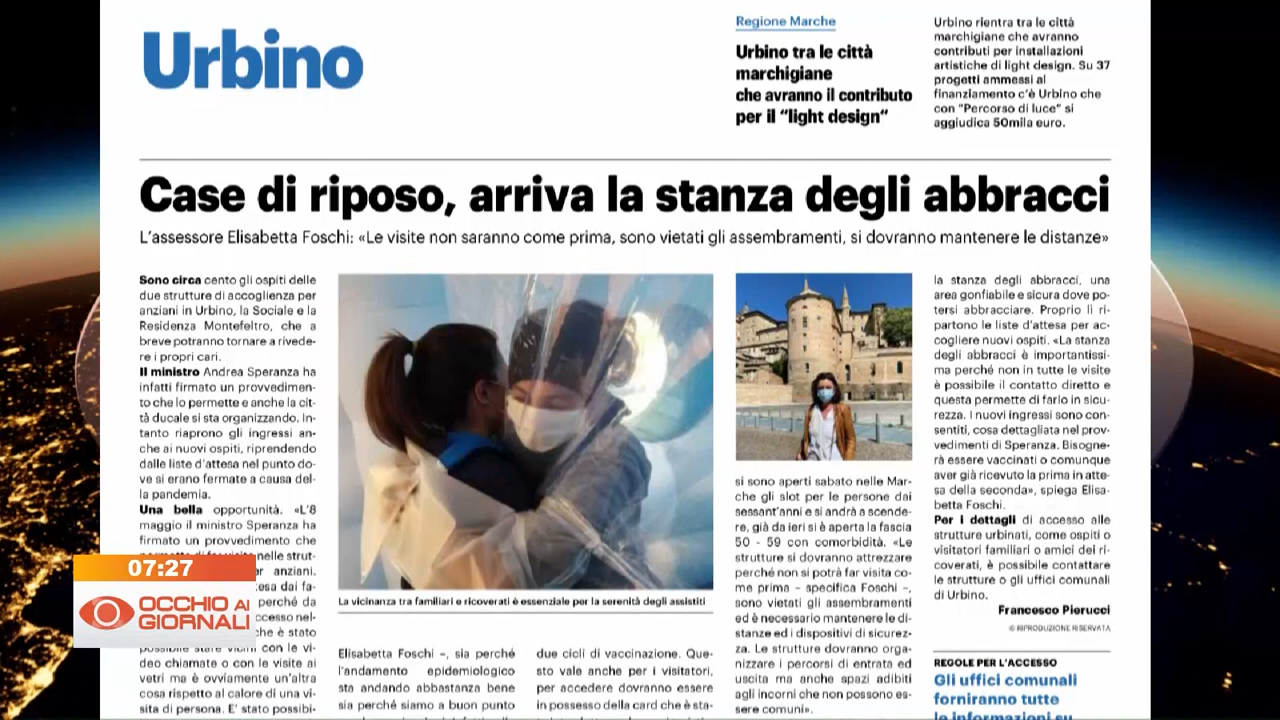 Urbino
Regione Marche
Urbino tra le città
marchigiane
che avranno il contributo
per il “light design“
Urbino rientra tra le città
marchigiane che avranno
contributi per installazioni
artistiche di light design. Su 37
progetti ammessi al
finanziamento c’è Urbino che
con “Percorso di luce” si
aggiudica 50mila euro.
Case di riposo, arriva la stanza degli abbracci
L’assessore Elisabetta Foschi: «Le visite non saranno come prima, sono vietati gli assembramenti, si dovranno mantenere le distanze»
Sono circa cento gli ospiti delle
due strutture di accoglienza per
anziani in Urbino, la Sociale e la
Residenza Montefeltro, che a
breve potranno tornare a rivede-
re i propri cari.
Il ministro Andrea Speranza ha
infatti firmato un provvedimen-
to che lo permette e anche la cit-
tà ducale si sta organizzando. In-
tanto riaprono gli ingressi an-
che ai nuovi ospiti, riprendendo
dalle liste d’attesa nel punto do-
ve si erano fermate a causa del-
la pandemia.
Una bella opportunità. «L’8
maggio il ministro Speranza ha
firmato un provvedimento che
nelle strut-
anziani.
tesa dai fa-
perché da
ccesso nel-
che è stato
possibile stare vicini con le vi-
deo chiamate o con le visite ai
vetri ma è ovviamente un’altra
cosa rispetto al calore di una vi-
sita di persona. E’ stato possibi-
07:27
OCCHIO AI
GIORNALI
La vicinanza tra familiari e ricoverati è essenziale per la serenità degli assistiti
Elisabetta Foschi –, sia perché
l’andamento epidemiologico
sta andando abbastanza bene
sia perché siamo a buon punto
due cicli di vaccinazione. Que-
sto vale anche per i visitatori,
per accedere dovranno essere
in possesso della card che è sta-
si sono aperti sabato nelle Mar-
che gli slot per le persone dai
sessant’anni e si andrà a scende-
re, già da ieri si è aperta la fascia
50 - 59 con comorbidità. «Le
strutture si dovranno attrezzare
perché non si potrà far visita co-
me prima – specifica Foschi –,
sono vietati gli assembramenti
ed è necessario mantenere le di-
stanze ed i dispositivi di sicurez-
za. Le strutture dovranno orga-
nizzare i percorsi di entrata ed
uscita ma anche spazi adibiti
agli incorni che non possono es-
sere comuni».
la stanza degli abbracci, una
area gonfiabile e sicura dove po-
tersi abbracciare. Proprio lì ri-
partono le liste d’attesa per ac-
cogliere nuovi ospiti. «La stanza
degli abbracci è importantissi-
ma perché non in tutte le visite
è possibile il contatto diretto e
questa permette di farlo in sicu-
rezza. I nuovi ingressi sono con-
sentiti, cosa dettagliata nel prov-
vedimenti di Speranza. Bisogne-
rà essere vaccinati o comunque
aver già ricevuto la prima in atte-
sa della seconda», spiega Elisa-
betta Foschi.
Per i dettagli di accesso alle
strutture urbinati, come ospiti o
visitatori familiari o amici dei ri-
coverati, è possibile contattare
le strutture o gli uffici comunali
di Urbino.
Francesco Pierucci
© RIPRODUZIONE RISERVATA
REGOLE PER L’ACCESSO
Gli uffici comunali
forniranno tutte
le informazioni su